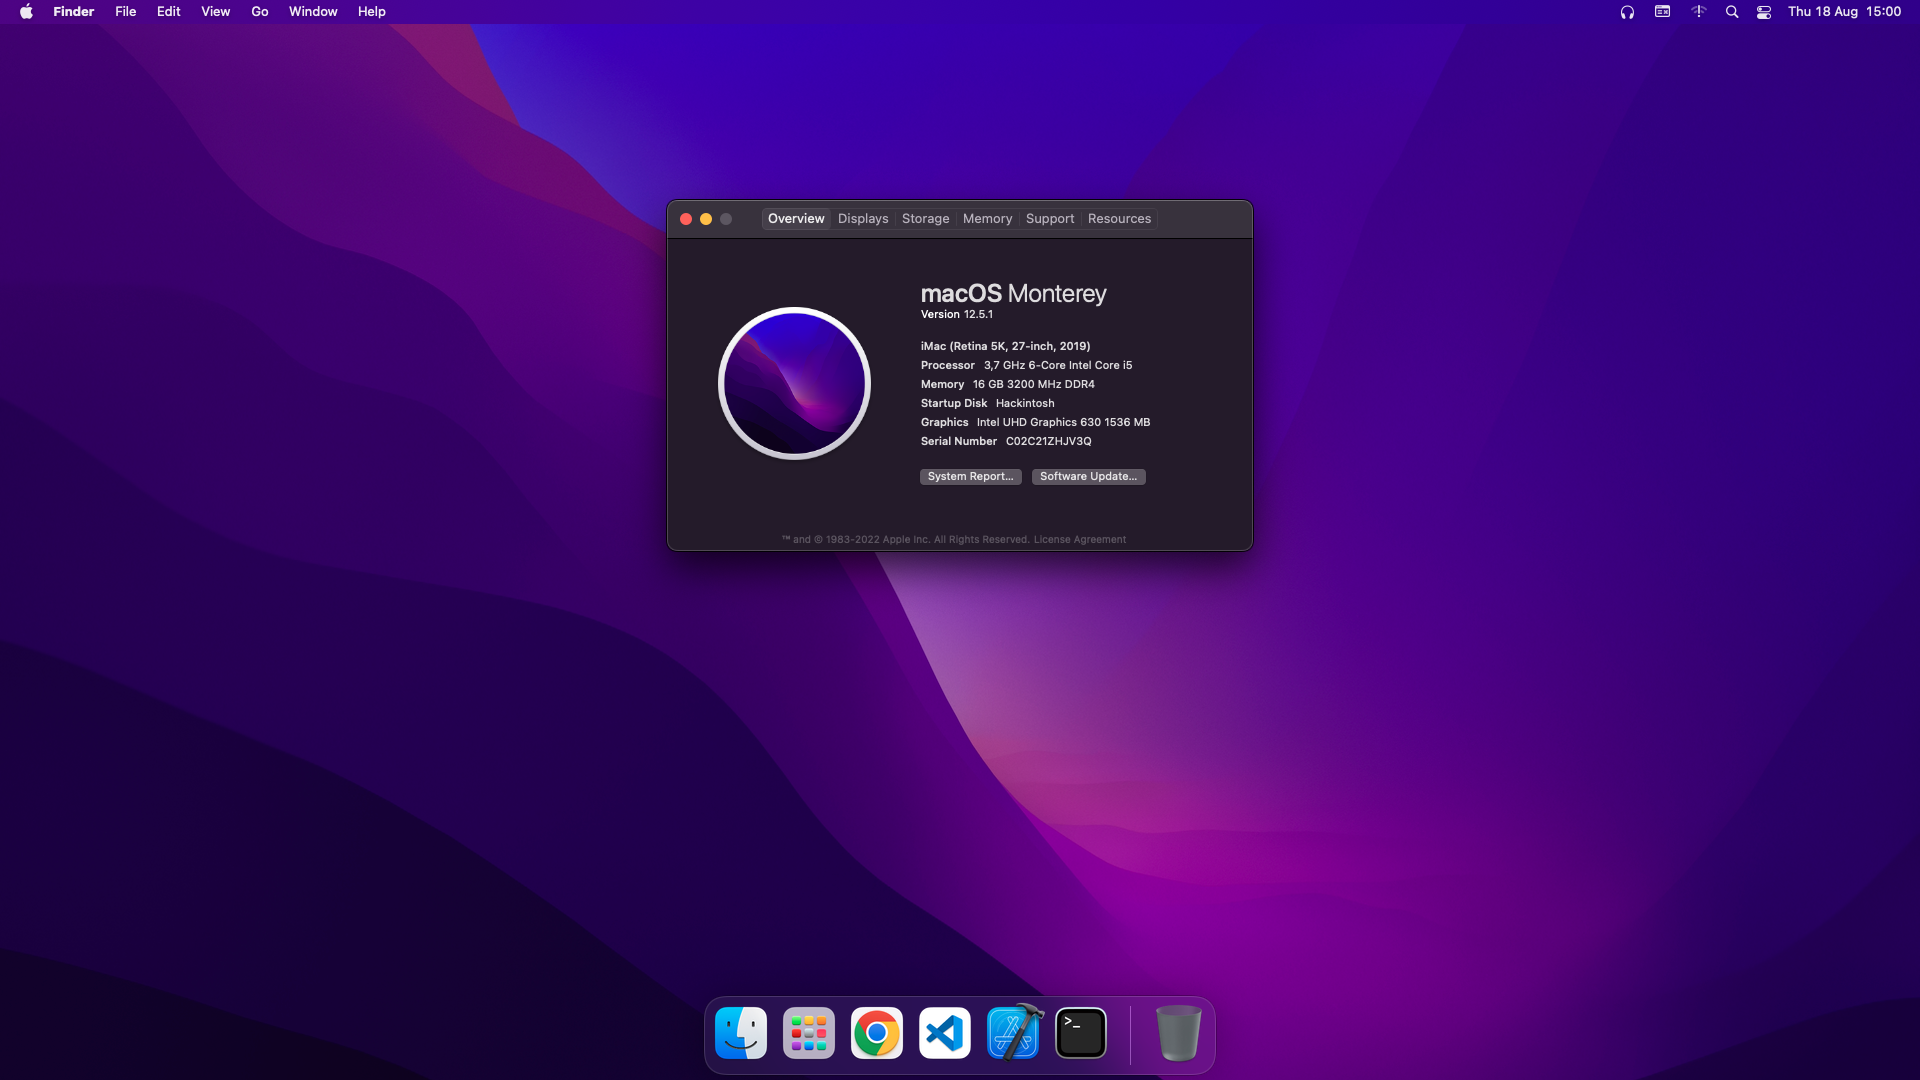 Finder File Edit View Go Window Help Thu 18 Aug 15:00
Overview Displays Storage Memory Support Resources
macOS Monterey
Version 12.5.1
iMac (Retina 5K, 27-inch, 2019)
Processor 3,7 GHz 6-Core Intel Core i5
Memory 16 GB 3200 MHz DDR4
Startup Disk Hackintosh
Graphics Intel UHD Graphics 630 1536 MB
Serial Number C02C21ZHJV3Q
System Report... Software Update...
™ and © 1983-2022 Apple Inc. All Rights Reserved. License Agreement
>_